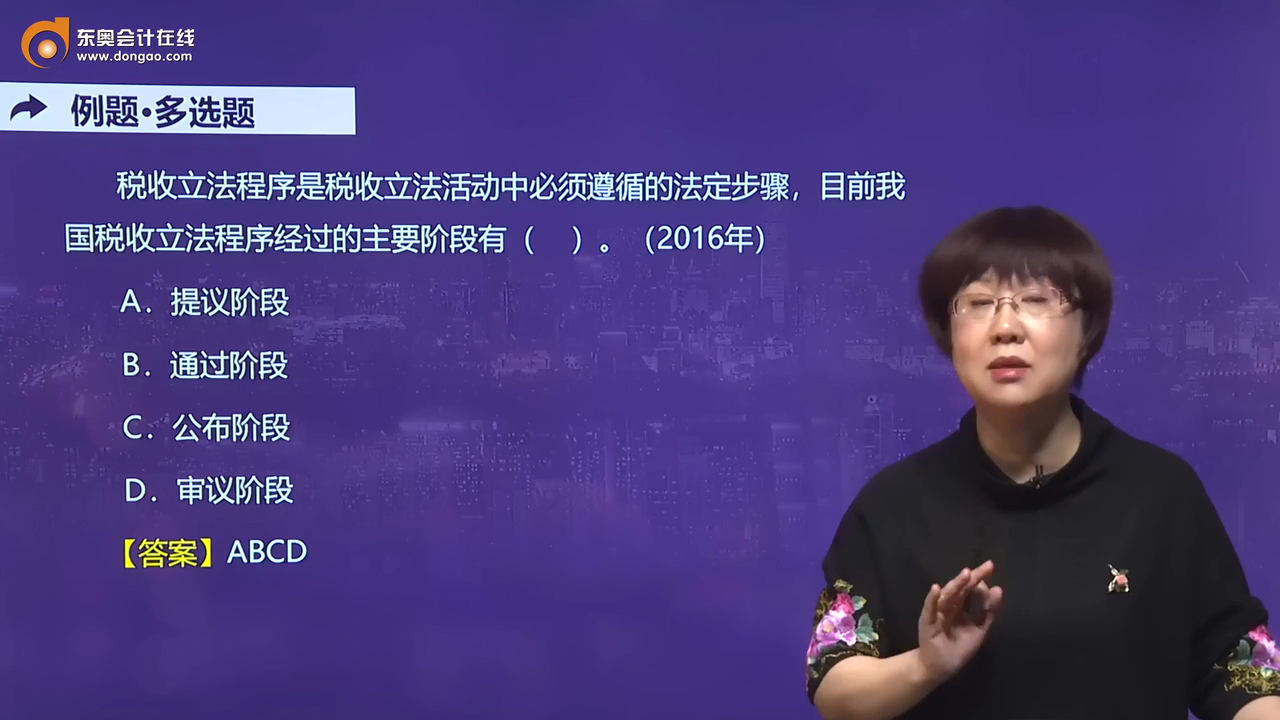 东奥会计在线
www.dongao.com
例题·多选题
税收立法程序是税收立法活动中必须遵循的法定步骤，目前我
国税收立法程序经过的主要阶段有（　）。（2016年）
A．提议阶段
B．通过阶段
C．公布阶段
D．审议阶段
【答案】ABCD